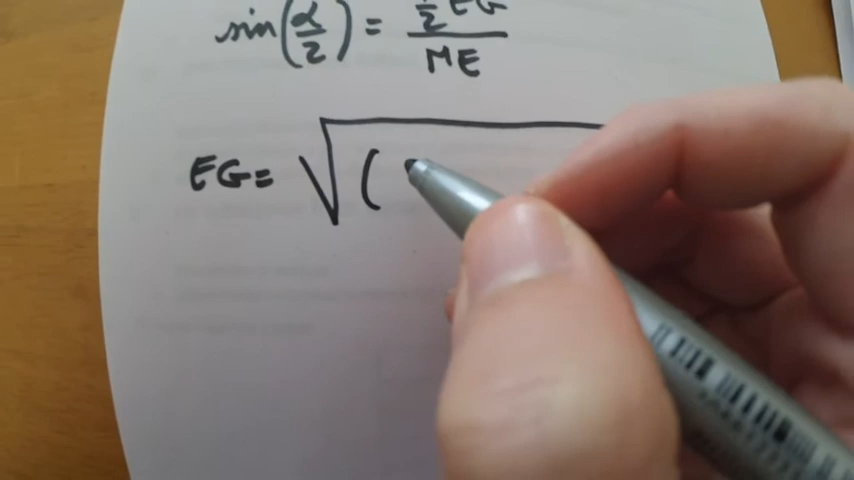 sin(α/2) = ½EG/ME
EG= √(